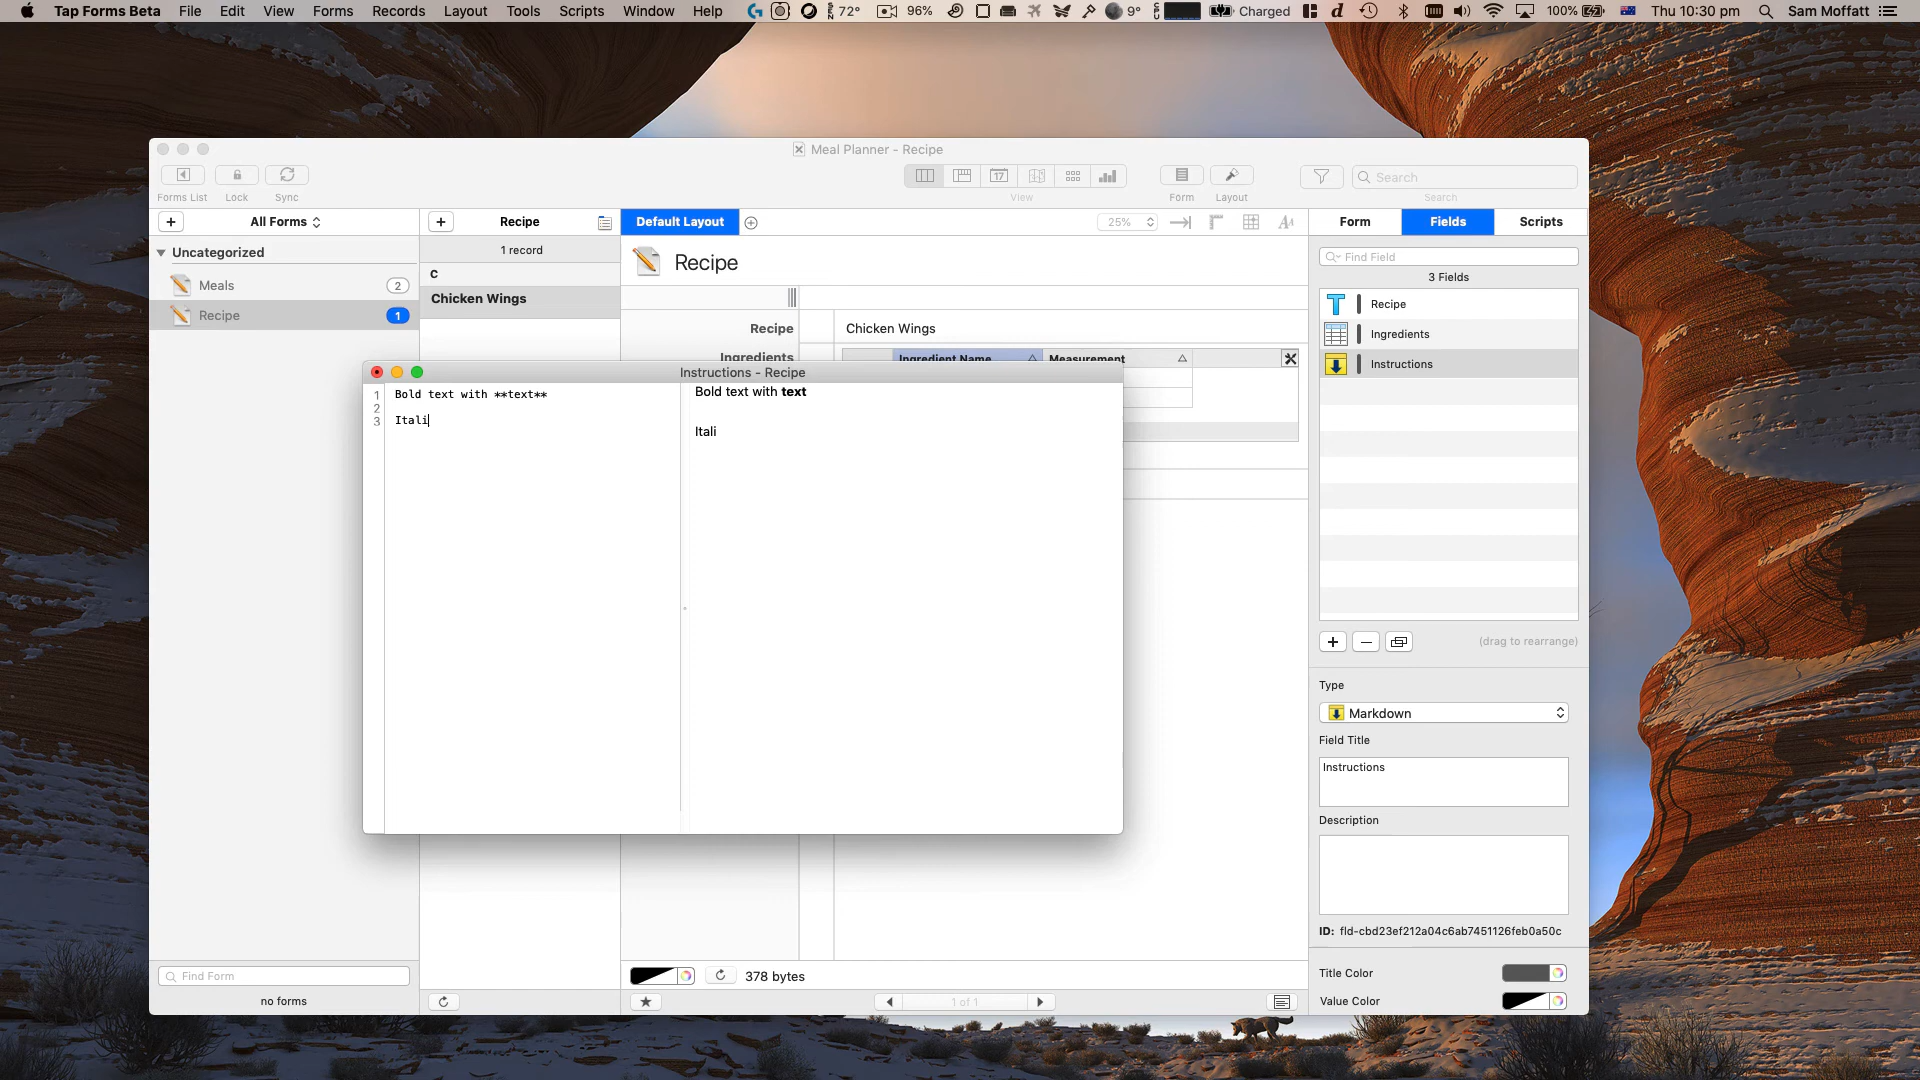 Tap Forms Beta File Edit View Forms Records Layout Tools Scripts Window Help 72° 96% 9° Charged 100% Thu 10:30 pm Sam Moffatt
Meal Planner - Recipe
Forms List Lock Sync View Form Layout Search
Search
All Forms
Recipe
Default Layout
25%
Form Fields Scripts
Uncategorized
Meals 2
Recipe 1
1 record
C
Chicken Wings
Recipe
Recipe Chicken Wings
Ingredients
Ingredient Name Measurement
Instructions - Recipe
1 Bold text with **text**
2
3 Itali
Bold text with text
Itali
Find Field
3 Fields
Recipe
Ingredients
Instructions
(drag to rearrange)
Type
Markdown
Field Title
Instructions
Description
ID: fld-cbd23ef212a04c6ab7451126feb0a50c
Title Color
Value Color
Find Form
no forms
378 bytes
1 of 1